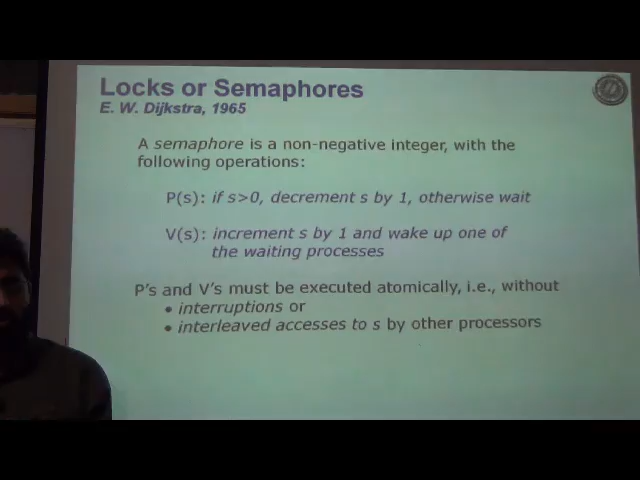 Locks or Semaphores
E. W. Dijkstra, 1965
A semaphore is a non-negative integer, with the
following operations:
P(s): if s>0, decrement s by 1, otherwise wait
V(s): increment s by 1 and wake up one of
the waiting processes
P's and V's must be executed atomically, i.e., without
• interruptions or
• interleaved accesses to s by other processors